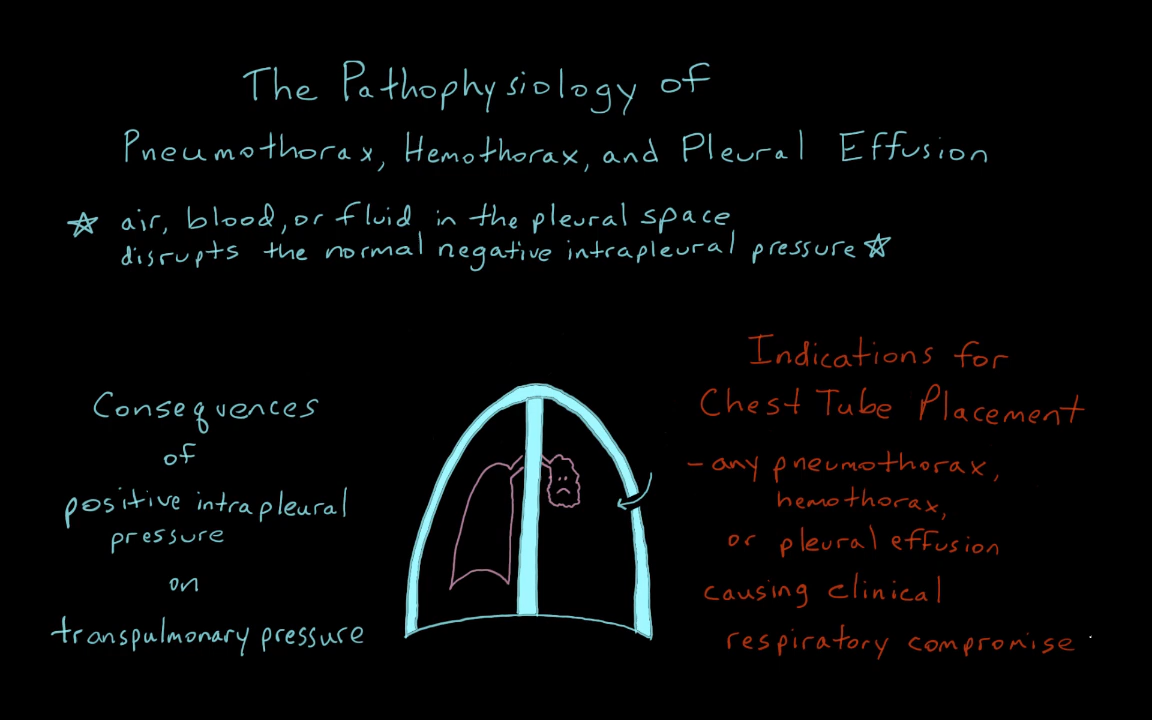 The Pathophysiology of
Pneumothorax, Hemothorax, and Pleural Effusion
☆ air, blood, or fluid in the pleural space
disrupts the normal negative intrapleural pressure ☆
Consequences
of
positive intrapleural
pressure
on
transpulmonary pressure
Indications for
Chest Tube Placement
- any pneumothorax,
hemothorax,
or pleural effusion
causing clinical
respiratory compromise